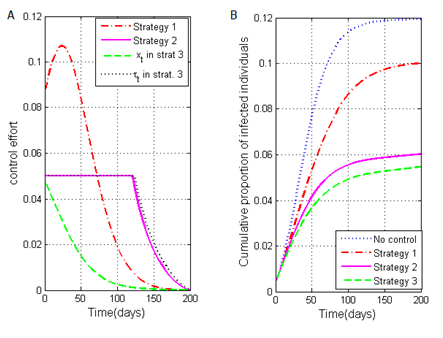 A
control effort
0.14
0.12
0.1
0.08
0.06
0.04
0.02
0
0 50 100 150 200
Time(days)
Strategy 1
Strategy 2
x_t in strat 3
τ_t in strat. 3
B
Cumulative proportion of infected individuals
0.12
0.1
0.08
0.06
0.04
0.02
0 50 100 150 200
Time(days)
No control
Strategy 1
Strategy 2
Strategy 3